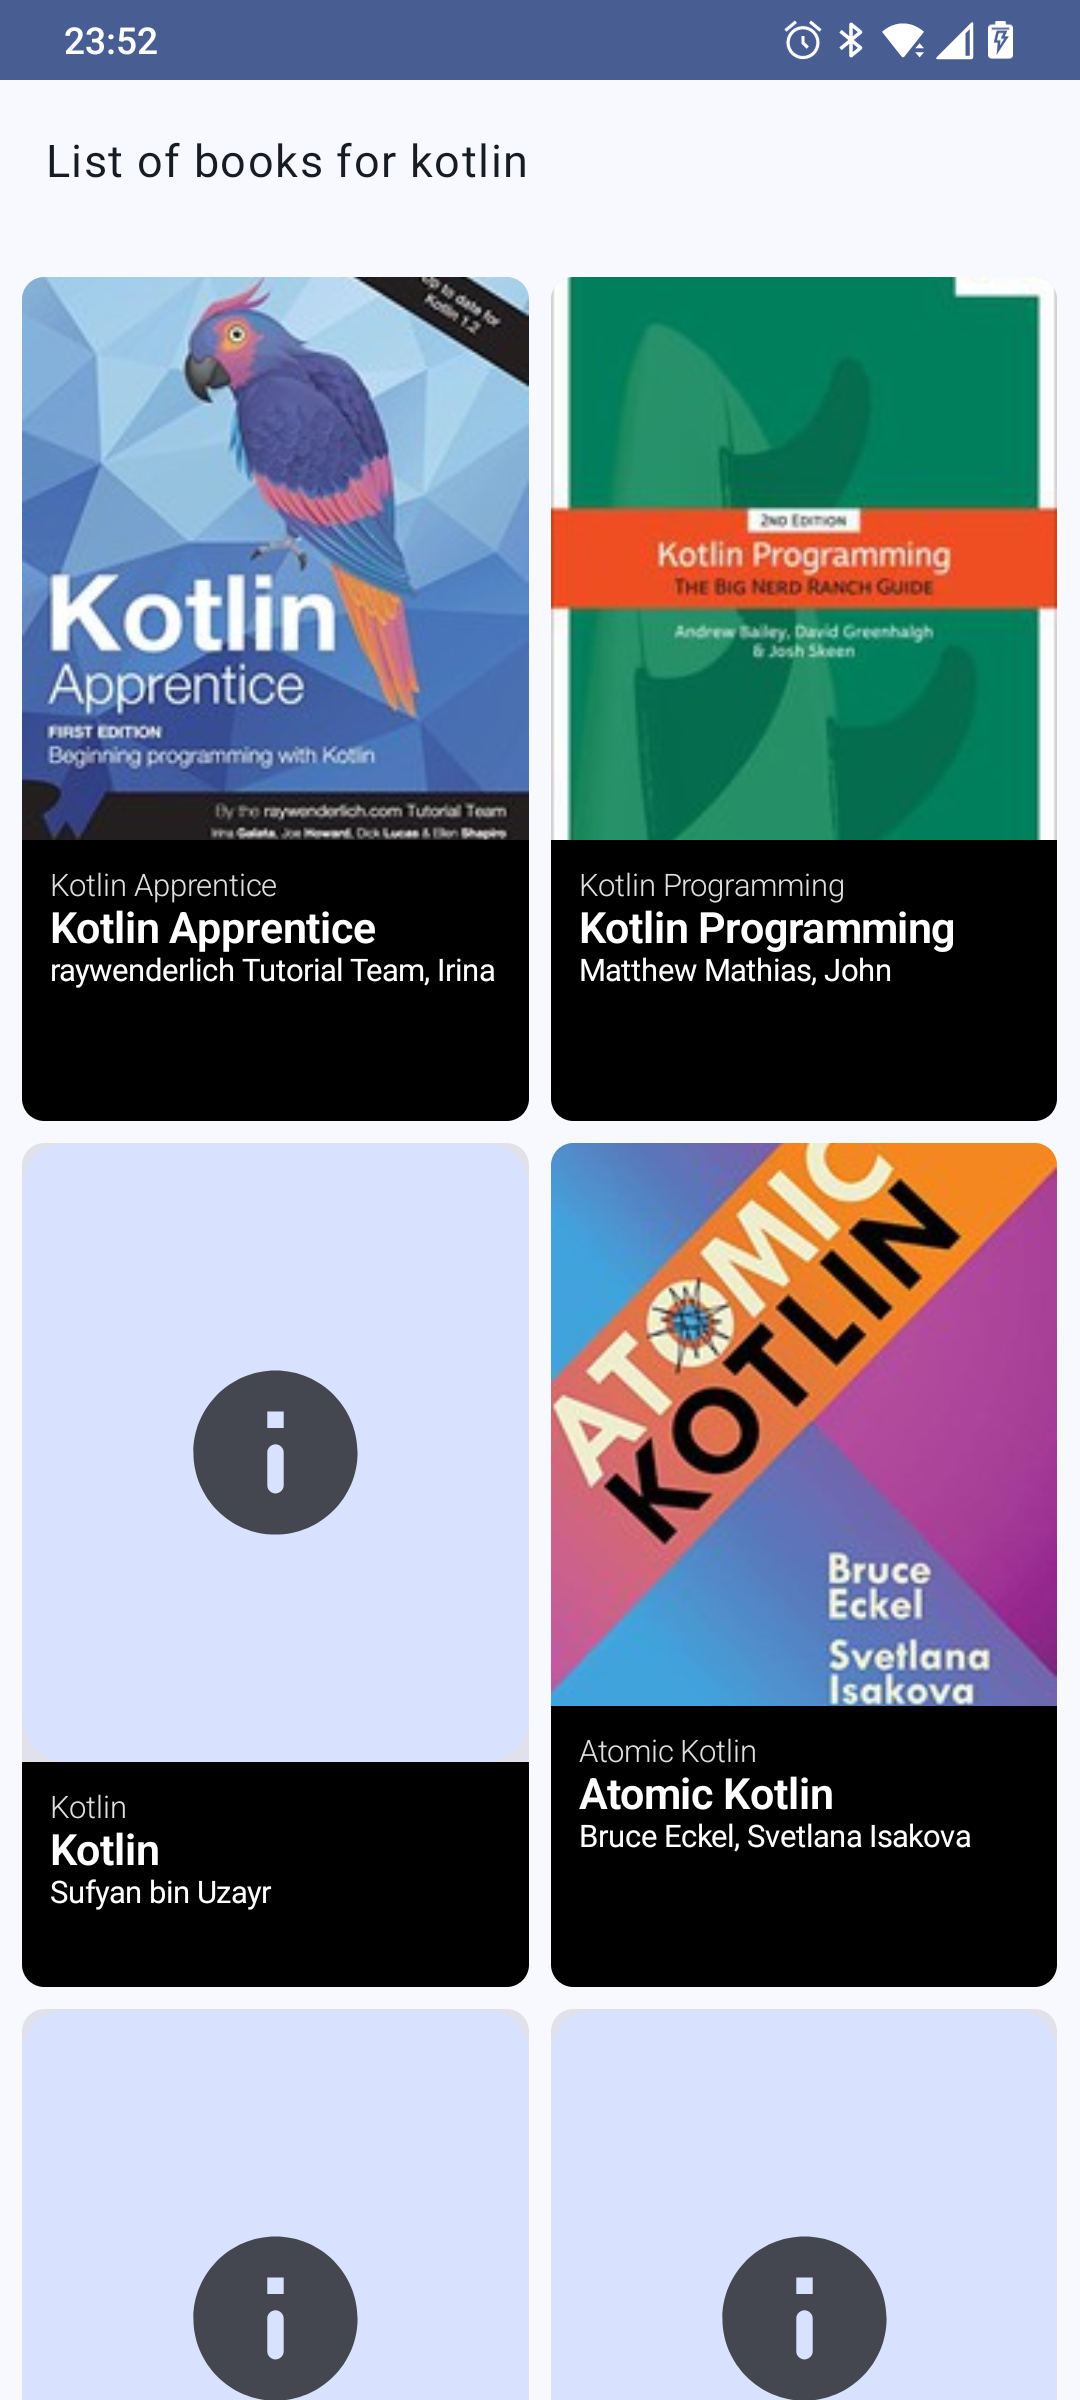 23:52
List of books for kotlin
Up to date for
Kotlin 1.2
Kotlin
Apprentice
FIRST EDITION
Beginning programming with Kotlin
By the raywenderlich.com Tutorial Team
Irina Galata, Joe Howard, Dick Lucas & Ellen Shapiro
Kotlin Apprentice
Kotlin Apprentice
raywenderlich Tutorial Team, Irina
2ND EDITION
Kotlin Programming
THE BIG NERD RANCH GUIDE
Andrew Bailey, David Greenhalgh
& Josh Skeen
Kotlin Programming
Kotlin Programming
Matthew Mathias, John
Kotlin
Kotlin
Sufyan bin Uzayr
ATOMIC
KOTLIN
Bruce
Eckel
Svetlana
Isakova
Atomic Kotlin
Atomic Kotlin
Bruce Eckel, Svetlana Isakova